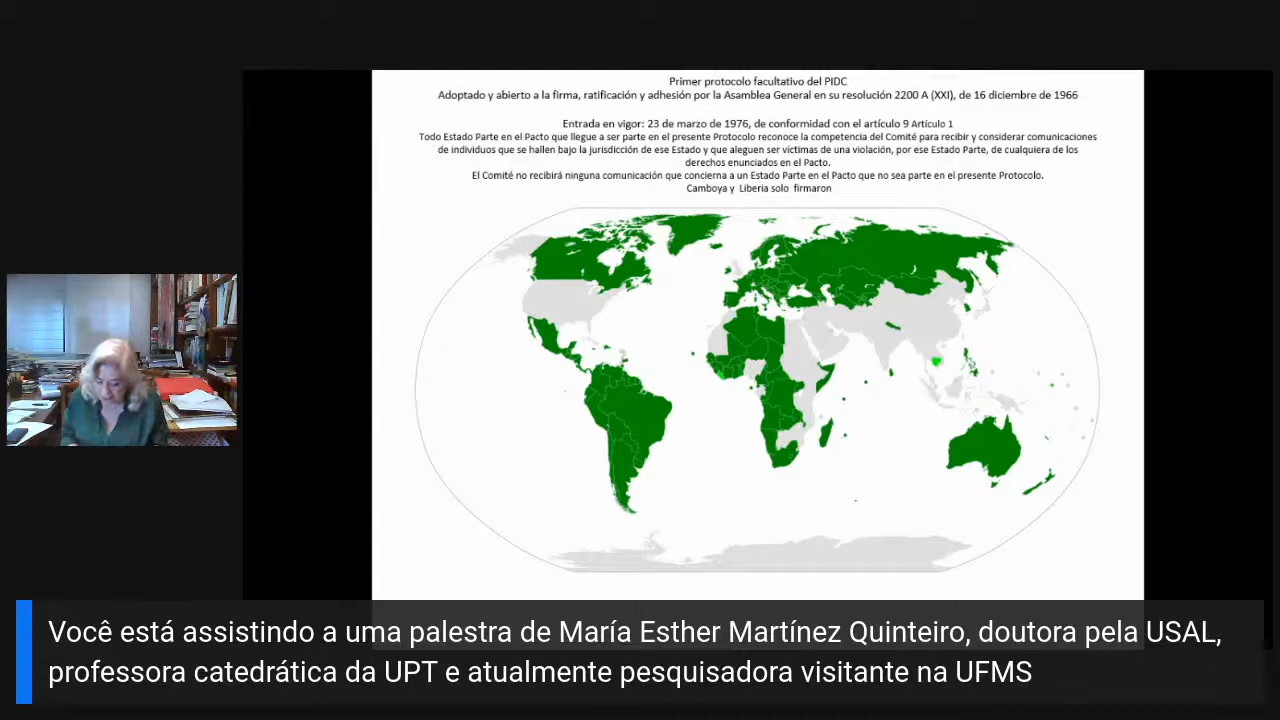 Primer protocolo facultativo del PIDC
Adoptado y abierto a la firma, ratificación y adhesión por la Asamblea General en su resolución 2200 A (XXI), de 16 diciembre de 1966
Entrada en vigor: 23 de marzo de 1976, de conformidad con el artículo 9 Artículo 1
Todo Estado Parte en el Pacto que llegue a ser parte en el presente Protocolo reconoce la competencia del Comité para recibir y considerar comunicaciones
de individuos que se hallen bajo la jurisdicción de ese Estado y que aleguen ser víctimas de una violación, por ese Estado Parte, de cualquiera de los
derechos enunciados en el Pacto.
El Comité no recibirá ninguna comunicación que concierna a un Estado Parte en el Pacto que no sea parte en el presente Protocolo.
Camboya y Liberia solo firmaron
Você está assistindo a uma palestra de María Esther Martínez Quinteiro, doutora pela USAL,
professora catedrática da UPT e atualmente pesquisadora visitante na UFMS